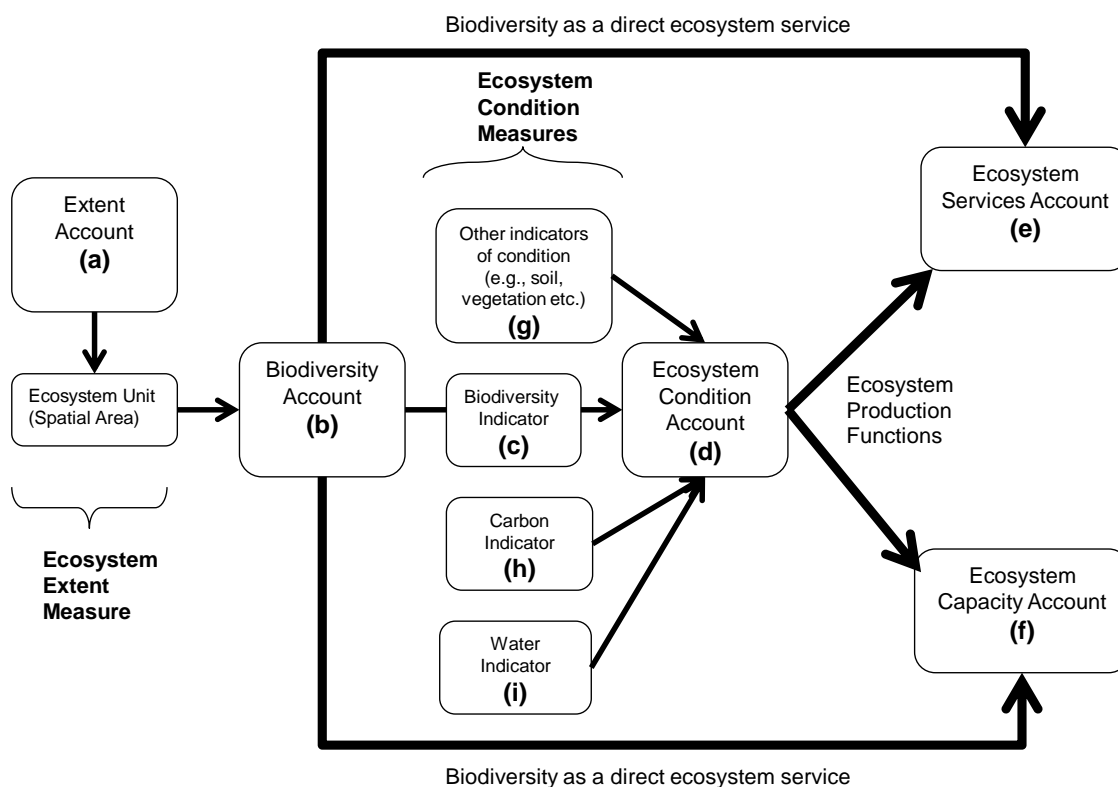 Biodiversity as a direct ecosystem service
Ecosystem
Condition
Measures
Extent
Account
(a)
Ecosystem Unit
(Spatial Area)
Ecosystem
Extent
Measure
Biodiversity
Account
(b)
Other indicators
of condition
(e.g., soil,
vegetation etc.)
(g)
Biodiversity
Indicator
(c)
Carbon
Indicator
(h)
Water
Indicator
(i)
Ecosystem
Condition
Account
(d)
Ecosystem
Production
Functions
Ecosystem
Services Account
(e)
Ecosystem
Capacity Account
(f)
Biodiversity as a direct ecosystem service